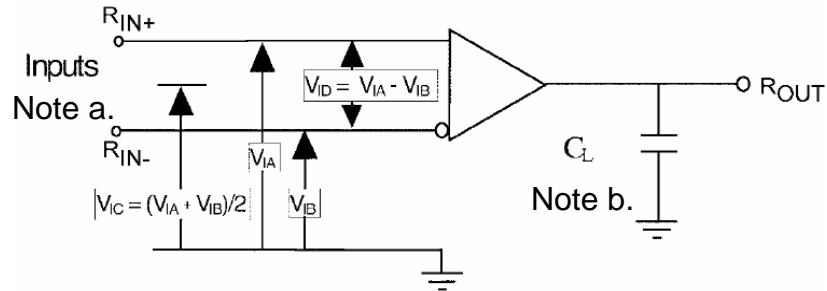 RIN+
Inputs
Note a.
RIN-
VID = VIA - VIB
VIA
VIC = (VIA + VIB)/2
VIB
ROUT
CL
Note b.